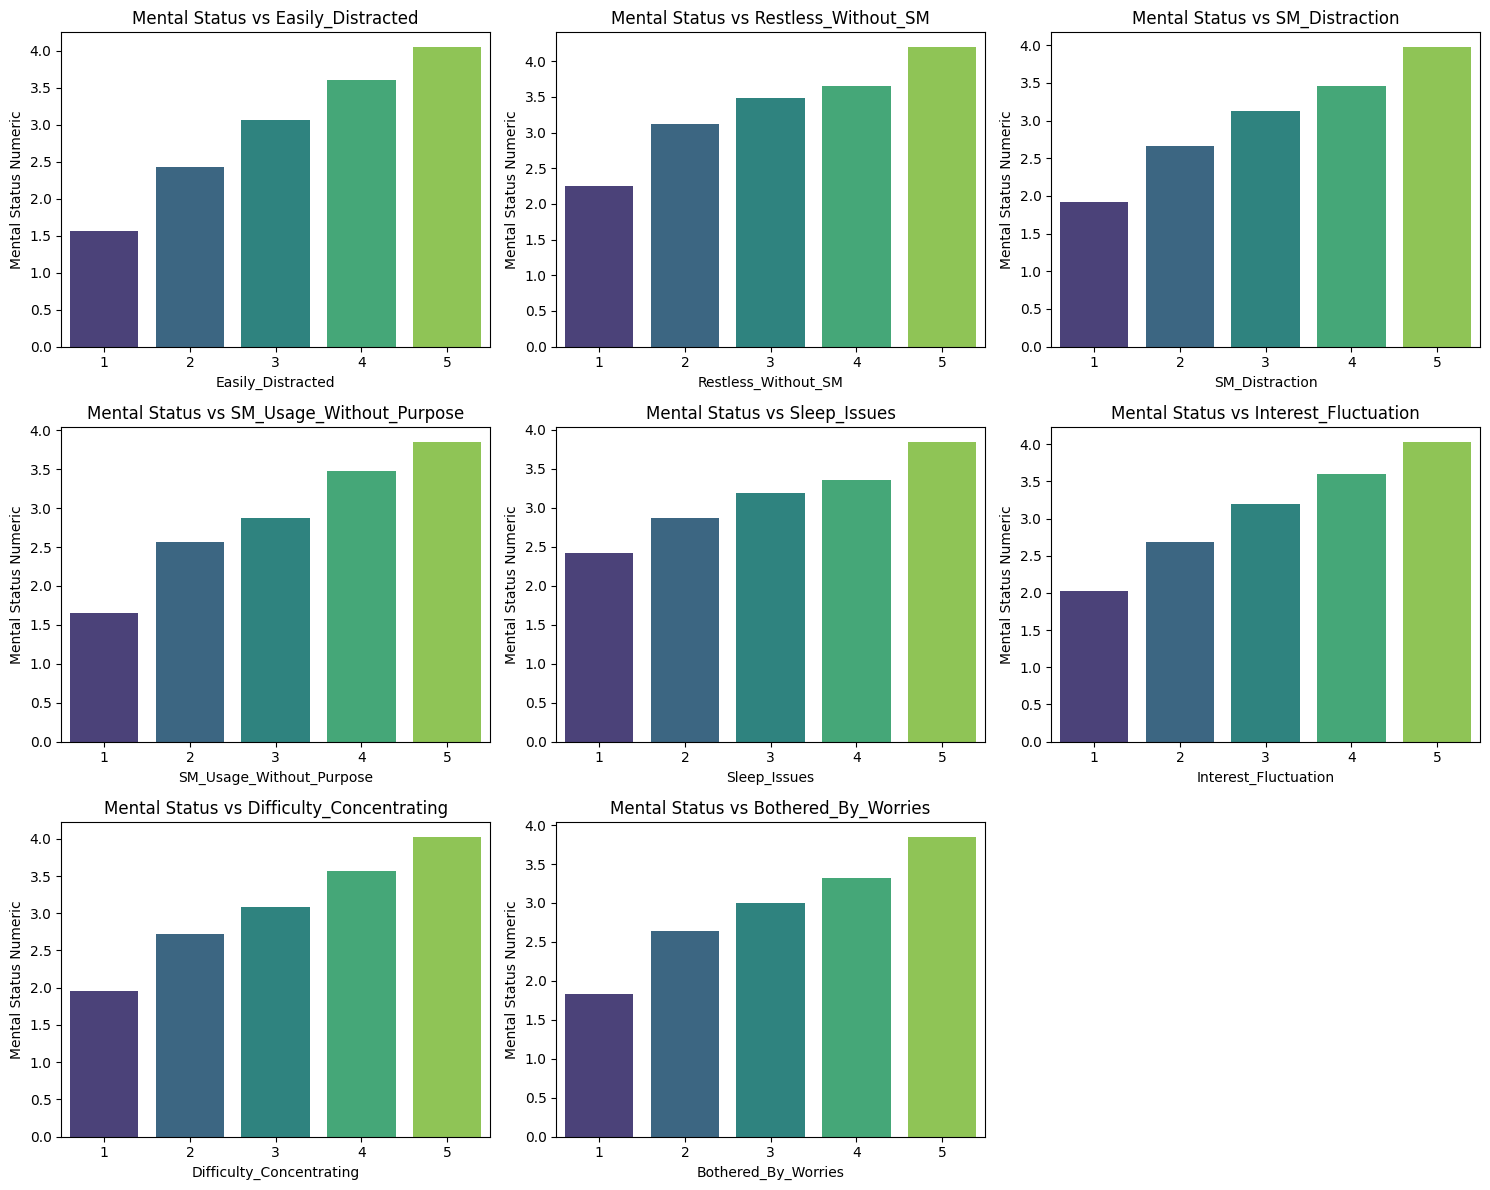 Mental Status vs Easily_Distracted
Mental Status Numeric
4.0
3.5
3.0
2.5
2.0
1.5
1.0
0.5
0.0
1 2 3 4 5
Easily_Distracted
Mental Status vs Restless_Without_SM
Mental Status Numeric
4.0
3.5
3.0
2.5
2.0
1.5
1.0
0.5
0.0
1 2 3 4 5
Restless_Without_SM
Mental Status vs SM_Distraction
Mental Status Numeric
4.0
3.5
3.0
2.5
2.0
1.5
1.0
0.5
0.0
1 2 3 4 5
SM_Distraction
Mental Status vs SM_Usage_Without_Purpose
Mental Status Numeric
4.0
3.5
3.0
2.5
2.0
1.5
1.0
0.5
0.0
1 2 3 4 5
SM_Usage_Without_Purpose
Mental Status vs Sleep_Issues
Mental Status Numeric
4.0
3.5
3.0
2.5
2.0
1.5
1.0
0.5
0.0
1 2 3 4 5
Sleep_Issues
Mental Status vs Interest_Fluctuation
Mental Status Numeric
4.0
3.5
3.0
2.5
2.0
1.5
1.0
0.5
0.0
1 2 3 4 5
Interest_Fluctuation
Mental Status vs Difficulty_Concentrating
Mental Status Numeric
4.0
3.5
3.0
2.5
2.0
1.5
1.0
0.5
0.0
1 2 3 4 5
Difficulty_Concentrating
Mental Status vs Bothered_By_Worries
Mental Status Numeric
4.0
3.5
3.0
2.5
2.0
1.5
1.0
0.5
0.0
1 2 3 4 5
Bothered_By_Worries